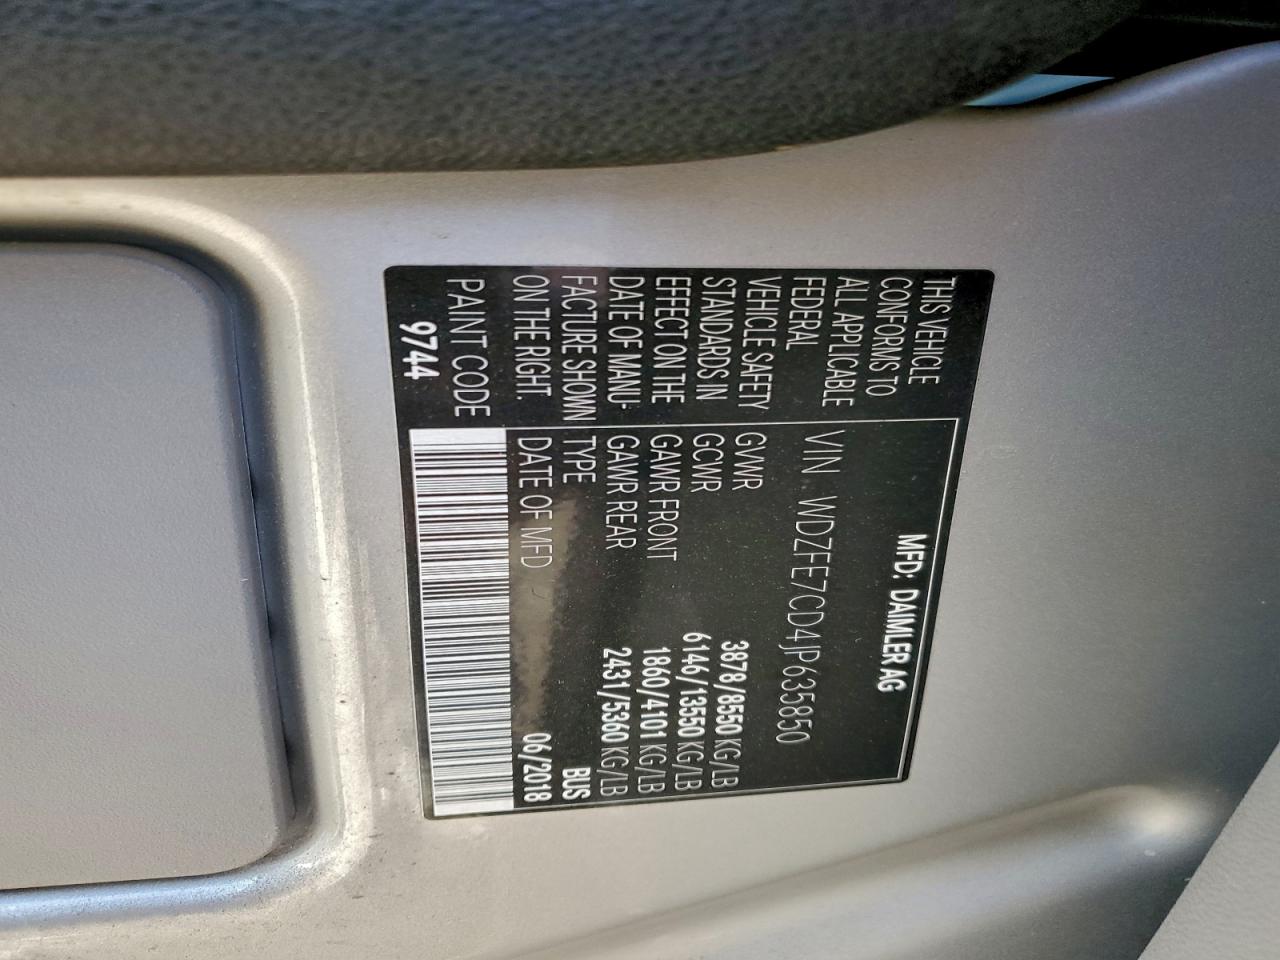 THIS VEHICLE
CONFORMS TO
ALL APPLICABLE
FEDERAL
VEHICLE SAFETY
STANDARDS IN
EFFECT ON THE
DATE OF MANU-
FACTURE SHOWN
ON THE RIGHT.
PAINT CODE
9744
MFD: DAIMLER AG
VIN WDZFE7CD4JP635850
GVWR 3878/8550 KG/LB
GCWR 6146/13550 KG/LB
GAWR FRONT 1860/4101 KG/LB
GAWR REAR 2431/5360 KG/LB
TYPE BUS
DATE OF MFD 06/2018